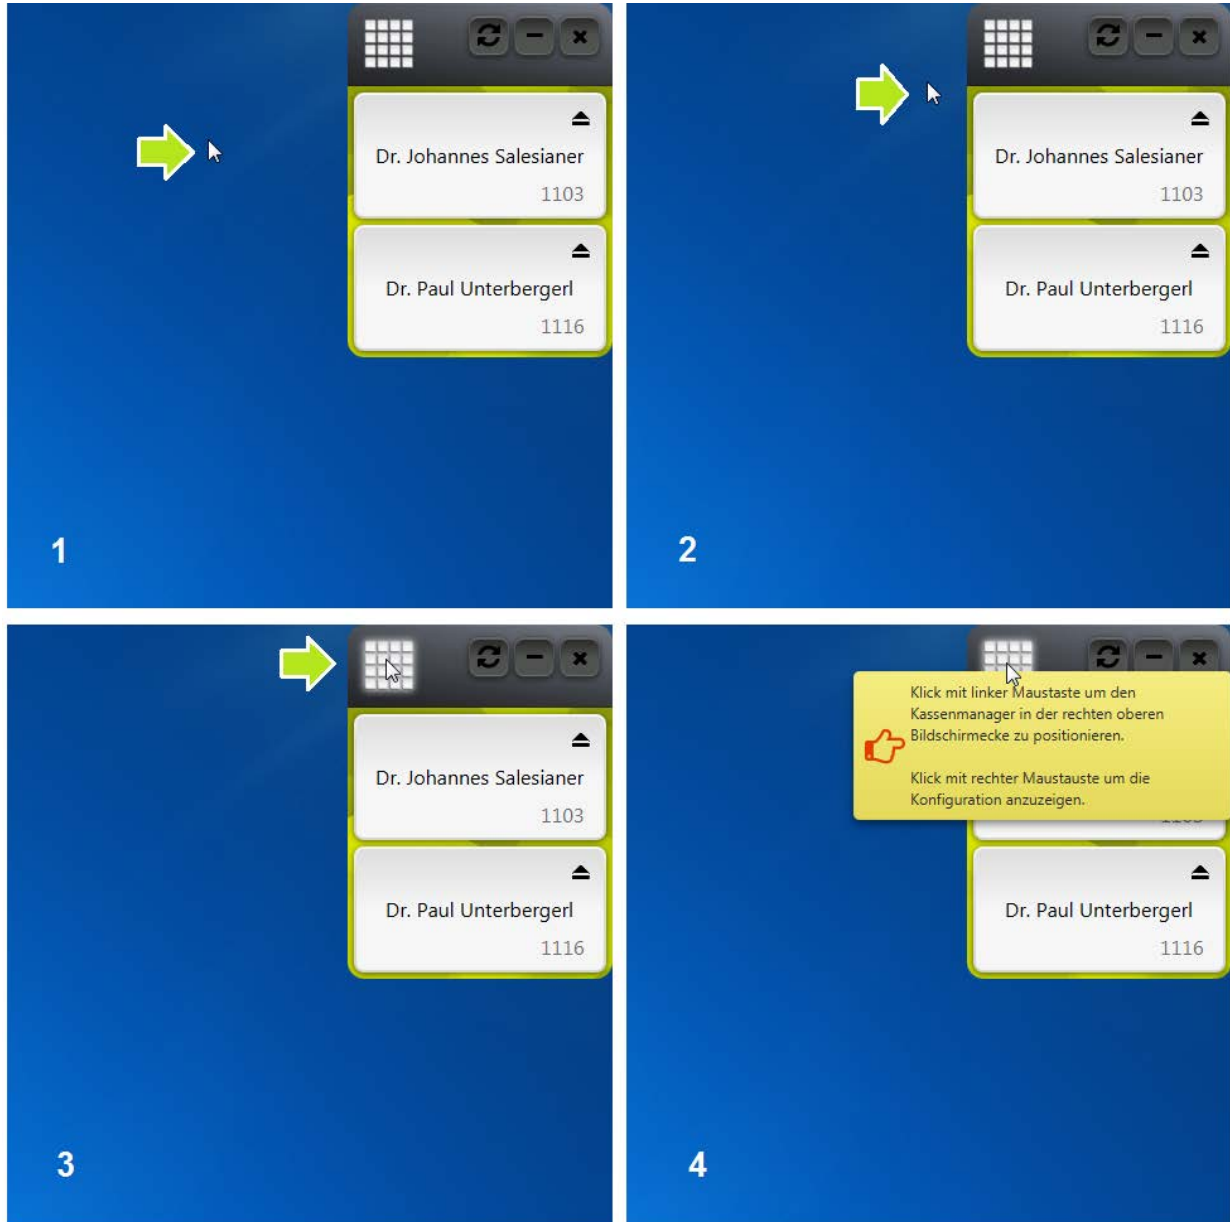 Dr. Johannes Salesianer
1103
Dr. Paul Unterbergerl
1116
1
Dr. Johannes Salesianer
1103
Dr. Paul Unterbergerl
1116
2
Dr. Johannes Salesianer
1103
Dr. Paul Unterbergerl
1116
3
Klick mit linker Maustaste um den
Kassenmanager in der rechten oberen
Bildschirmecke zu positionieren.
Klick mit rechter Maustauste um die
Konfiguration anzuzeigen.
Dr. Paul Unterbergerl
1116
4